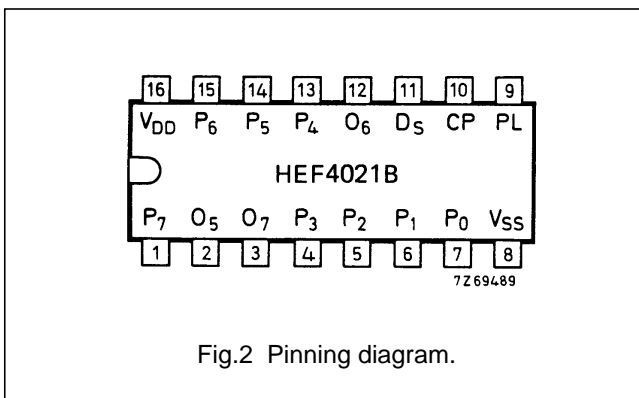 16 15 14 13 12 11 10 9
VDD P6 P5 P4 O6 DS CP PL
HEF4021B
P7 O5 O7 P3 P2 P1 P0 VSS
1 2 3 4 5 6 7 8
7Z69489
Fig.2 Pinning diagram.